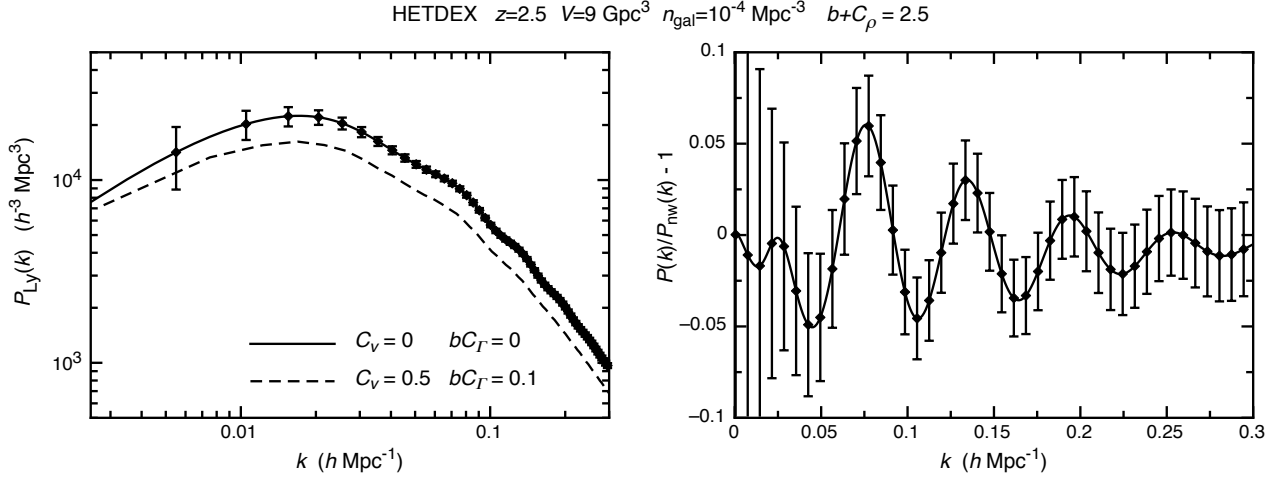 HETDEX z=2.5 V=9 Gpc³ n_gal=10⁻⁴ Mpc⁻³ b+C_ρ = 2.5
P_Ly(k) (h⁻³ Mpc³)
10⁴
10³
C_v = 0 bC_Γ = 0
C_v = 0.5 bC_Γ = 0.1
0.01 0.1
k (h Mpc⁻¹)
P(k)/P_nw(k) - 1
0.1
0.05
0
−0.05
−0.1
0 0.05 0.1 0.15 0.2 0.25 0.3
k (h Mpc⁻¹)